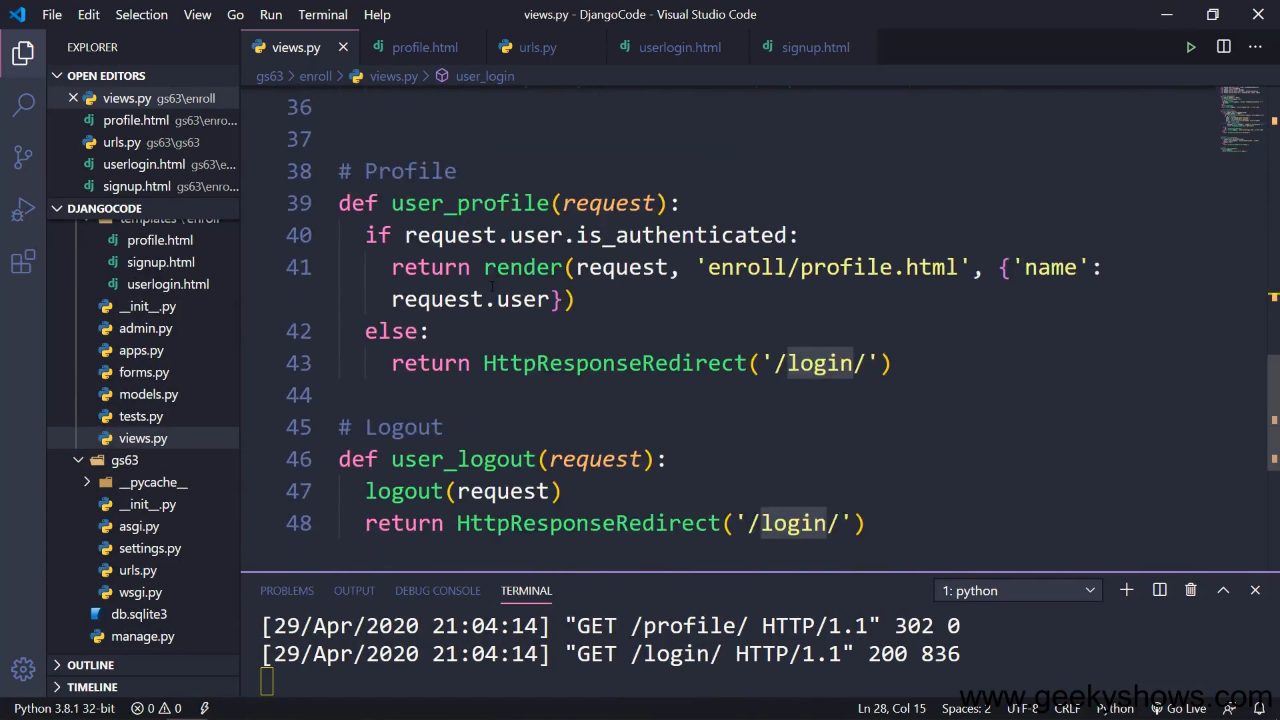 File Edit Selection View Go Run Terminal Help
views.py - DjangoCode - Visual Studio Code
EXPLORER
views.py profile.html urls.py userlogin.html signup.html
gs63 enroll views.py user_login
OPEN EDITORS
views.py gs63\enroll
profile.html gs63\enro...
urls.py gs63\gs63
userlogin.html gs63\e...
signup.html gs63\enro...
DJANGOCODE
templates / enroll
profile.html
signup.html
userlogin.html
__init__.py
admin.py
apps.py
forms.py
models.py
tests.py
views.py
gs63
__pycache__
__init__.py
asgi.py
settings.py
urls.py
wsgi.py
db.sqlite3
manage.py
OUTLINE
TIMELINE
36
37
38 # Profile
39 def user_profile(request):
40 if request.user.is_authenticated:
41 return render(request, 'enroll/profile.html', {'name':
request.user})
42 else:
43 return HttpResponseRedirect('/login/')
44
45 # Logout
46 def user_logout(request):
47 logout(request)
48 return HttpResponseRedirect('/login/')
PROBLEMS OUTPUT DEBUG CONSOLE TERMINAL
1: python
[29/Apr/2020 21:04:14] "GET /profile/ HTTP/1.1" 302 0
[29/Apr/2020 21:04:14] "GET /login/ HTTP/1.1" 200 836
www.geekyshows.com
Python 3.8.1 32-bit 0 0
Ln 28, Col 15 Spaces: 2 UTF-8 CRLF Python Go Live